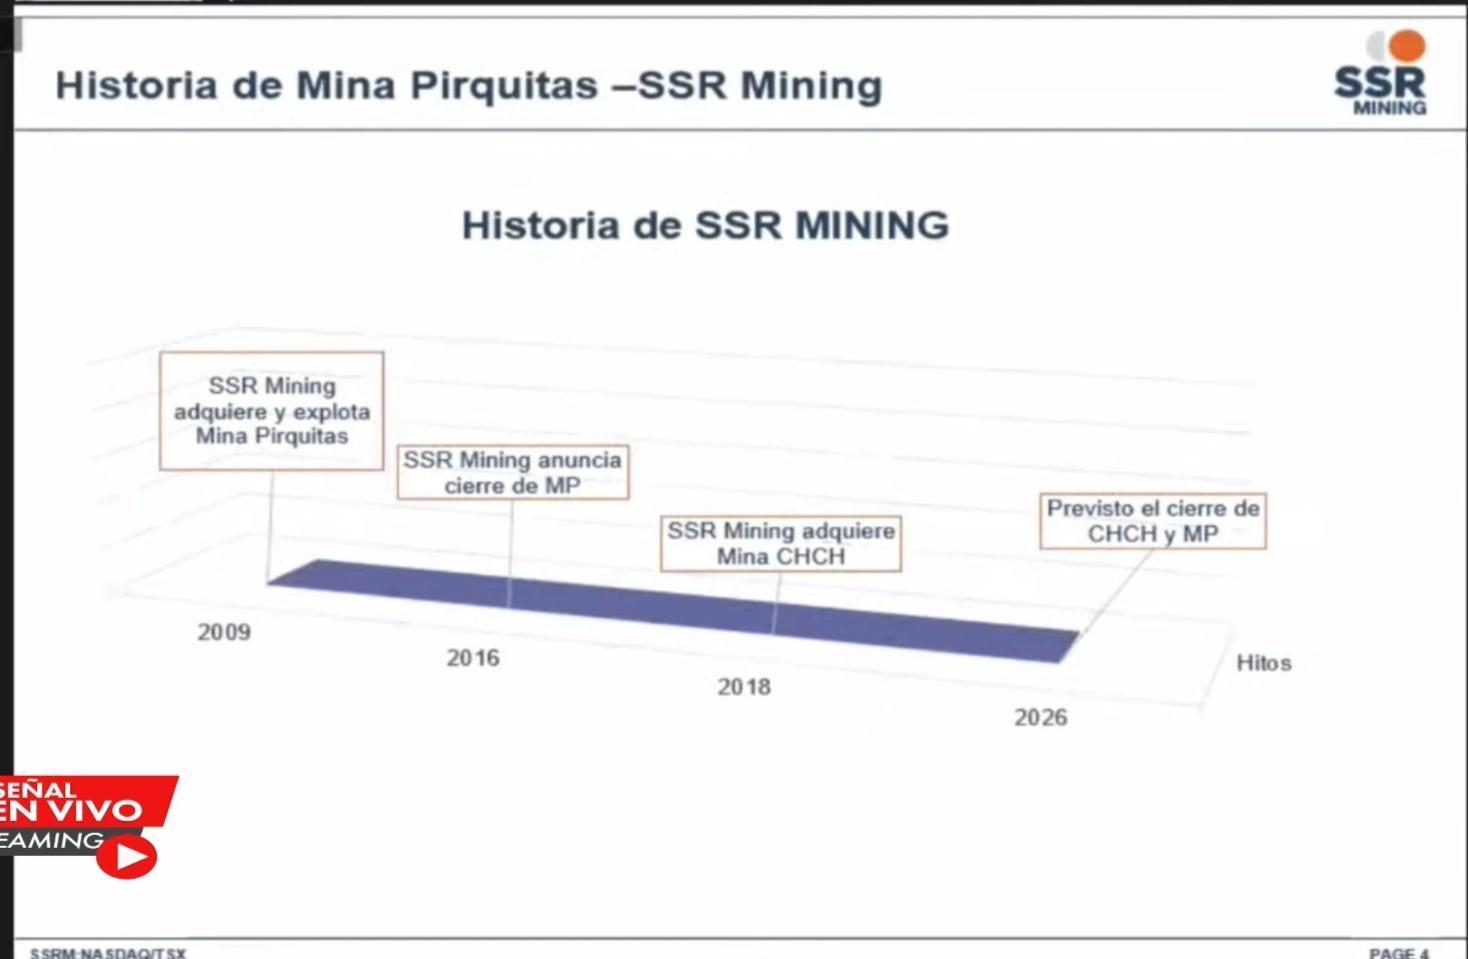 Historia de Mina Pirquitas –SSR Mining
SSR
MINING
Historia de SSR MINING
SSR Mining
adquiere y explota
Mina Pirquitas
SSR Mining anuncia
cierre de MP
SSR Mining adquiere
Mina CHCH
Previsto el cierre de
CHCH y MP
2009
2016
2018
2026
Hitos
SEÑAL
EN VIVO
EAMING
SSRM:NASDAQ/TSX
PAGE 4